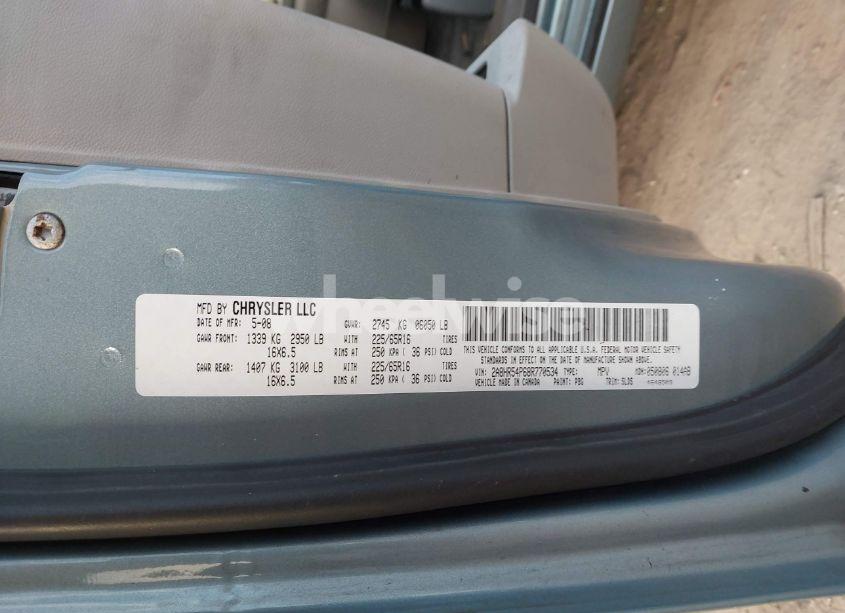 MFD BY CHRYSLER LLC
DATE OF MFR: 5-08 GVWR: 2745 KG 06050 LB
GAWR FRONT: 1339 KG 2950 LB WITH 225/65R16 TIRES
16X6.5 RIMS AT 250 KPA ( 36 PSI) COLD
GAWR REAR: 1407 KG 3100 LB WITH 225/65R16 TIRES
16X6.5 RIMS AT 250 KPA ( 36 PSI) COLD
THIS VEHICLE CONFORMS TO ALL APPLICABLE U.S.A. FEDERAL MOTOR VEHICLE SAFETY
STANDARDS IN EFFECT ON THE DATE OF MANUFACTURE SHOWN ABOVE.
VIN: 2A8HR54P68R770534 TYPE: MPV MDH: 050806 014AB
VEHICLE MADE IN CANADA PAINT: PBG TRIM: SLDS
wheelwise